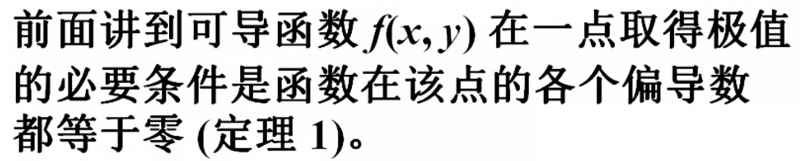 前面讲到可导函数 f(x, y) 在一点取得极值
的必要条件是函数在该点的各个偏导数
都等于零 (定理 1)。